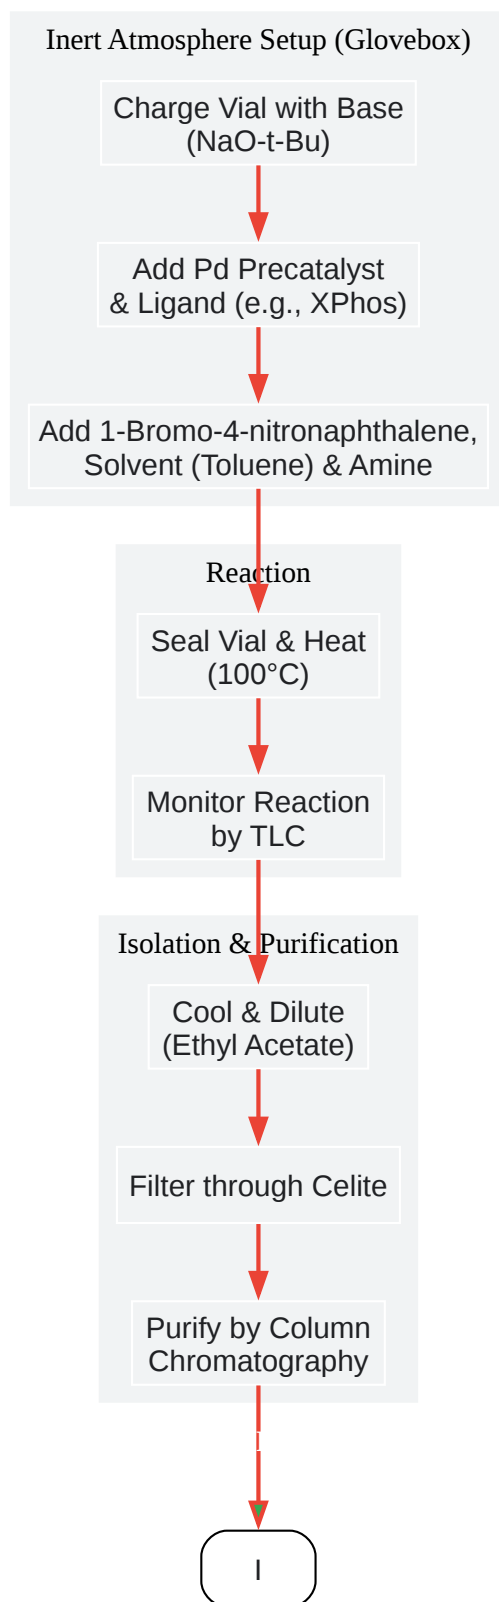 Inert Atmosphere Setup (Glovebox)
Charge Vial with Base
(NaO-t-Bu)
Add Pd Precatalyst
& Ligand (e.g., XPhos)
Add 1-Bromo-4-nitronaphthalene,
Solvent (Toluene) & Amine
Reaction
Seal Vial & Heat
(100°C)
Monitor Reaction
by TLC
Isolation & Purification
Cool & Dilute
(Ethyl Acetate)
Filter through Celite
Purify by Column
Chromatography
I